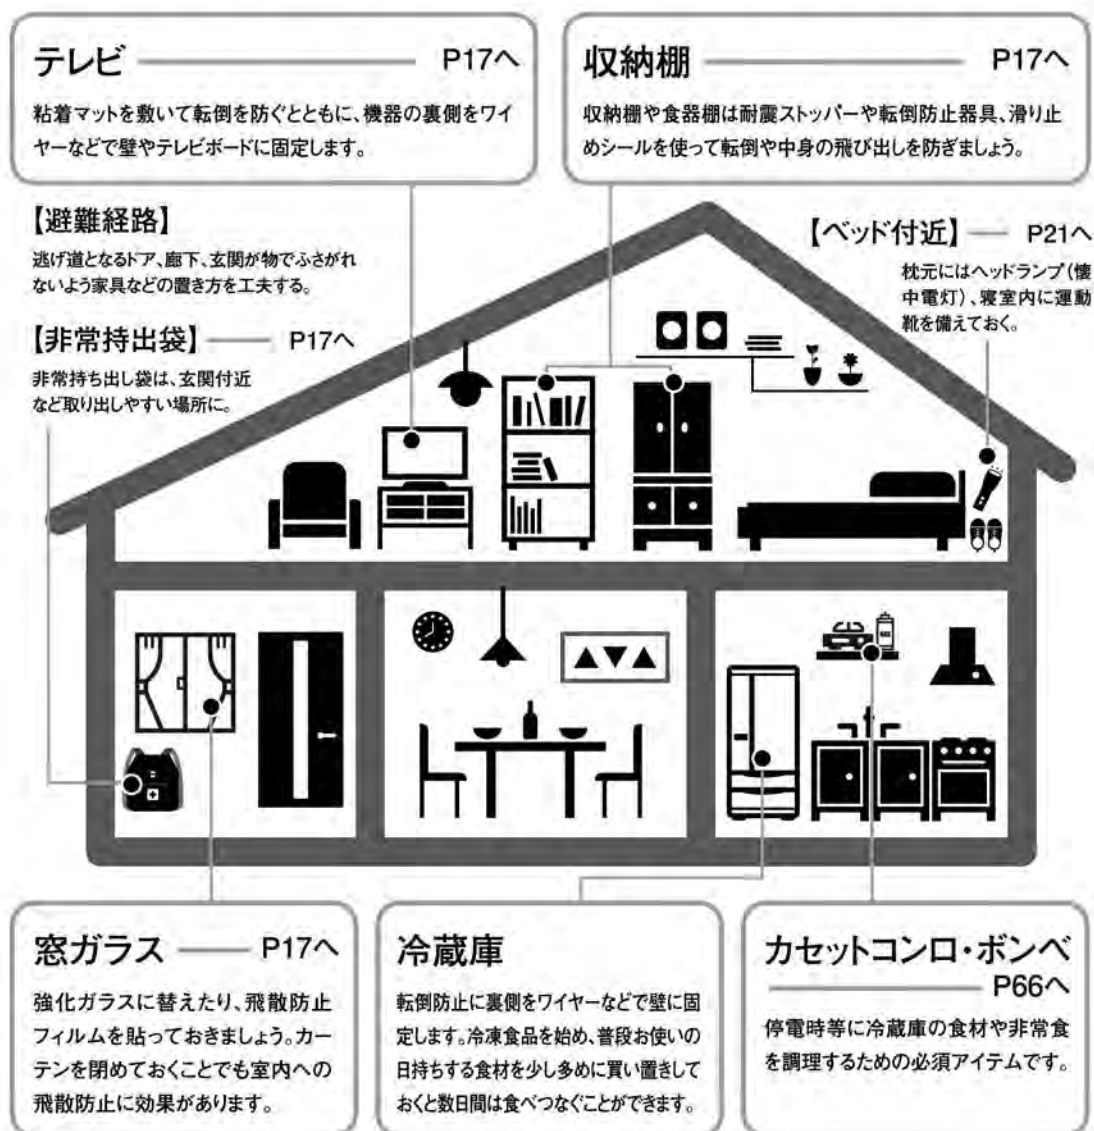 テレビ P17へ
粘着マットを敷いて転倒を防ぐとともに、機器の裏側をワイ
ヤーなどで壁やテレビボードに固定します。
収納棚 P17へ
収納棚や食器棚は耐震ストッパーや転倒防止器具、滑り止
めシールを使って転倒や中身の飛び出しを防ぎましょう。
【避難経路】
逃げ道となるドア、廊下、玄関が物でふさがれ
ないよう家具などの置き方を工夫する。
【非常持出袋】 P17へ
非常持ち出し袋は、玄関付近
など取り出しやすい場所に。
【ベッド付近】 P21へ
枕元にはヘッドランプ(懐
中電灯)、寝室内に運動
靴を備えておく。
窓ガラス P17へ
強化ガラスに替えたり、飛散防止
フィルムを貼っておきましょう。カー
テンを閉めておくことでも室内への
飛散防止に効果があります。
冷蔵庫
転倒防止に裏側をワイヤーなどで壁に固
定します。冷凍食品を始め、普段お使いの
日持ちする食材を少し多めに買い置きして
おくと数日間は食べつなぐことができます。
カセットコンロ・ボンベ
P66へ
停電時等に冷蔵庫の食材や非常食
を調理するための必須アイテムです。